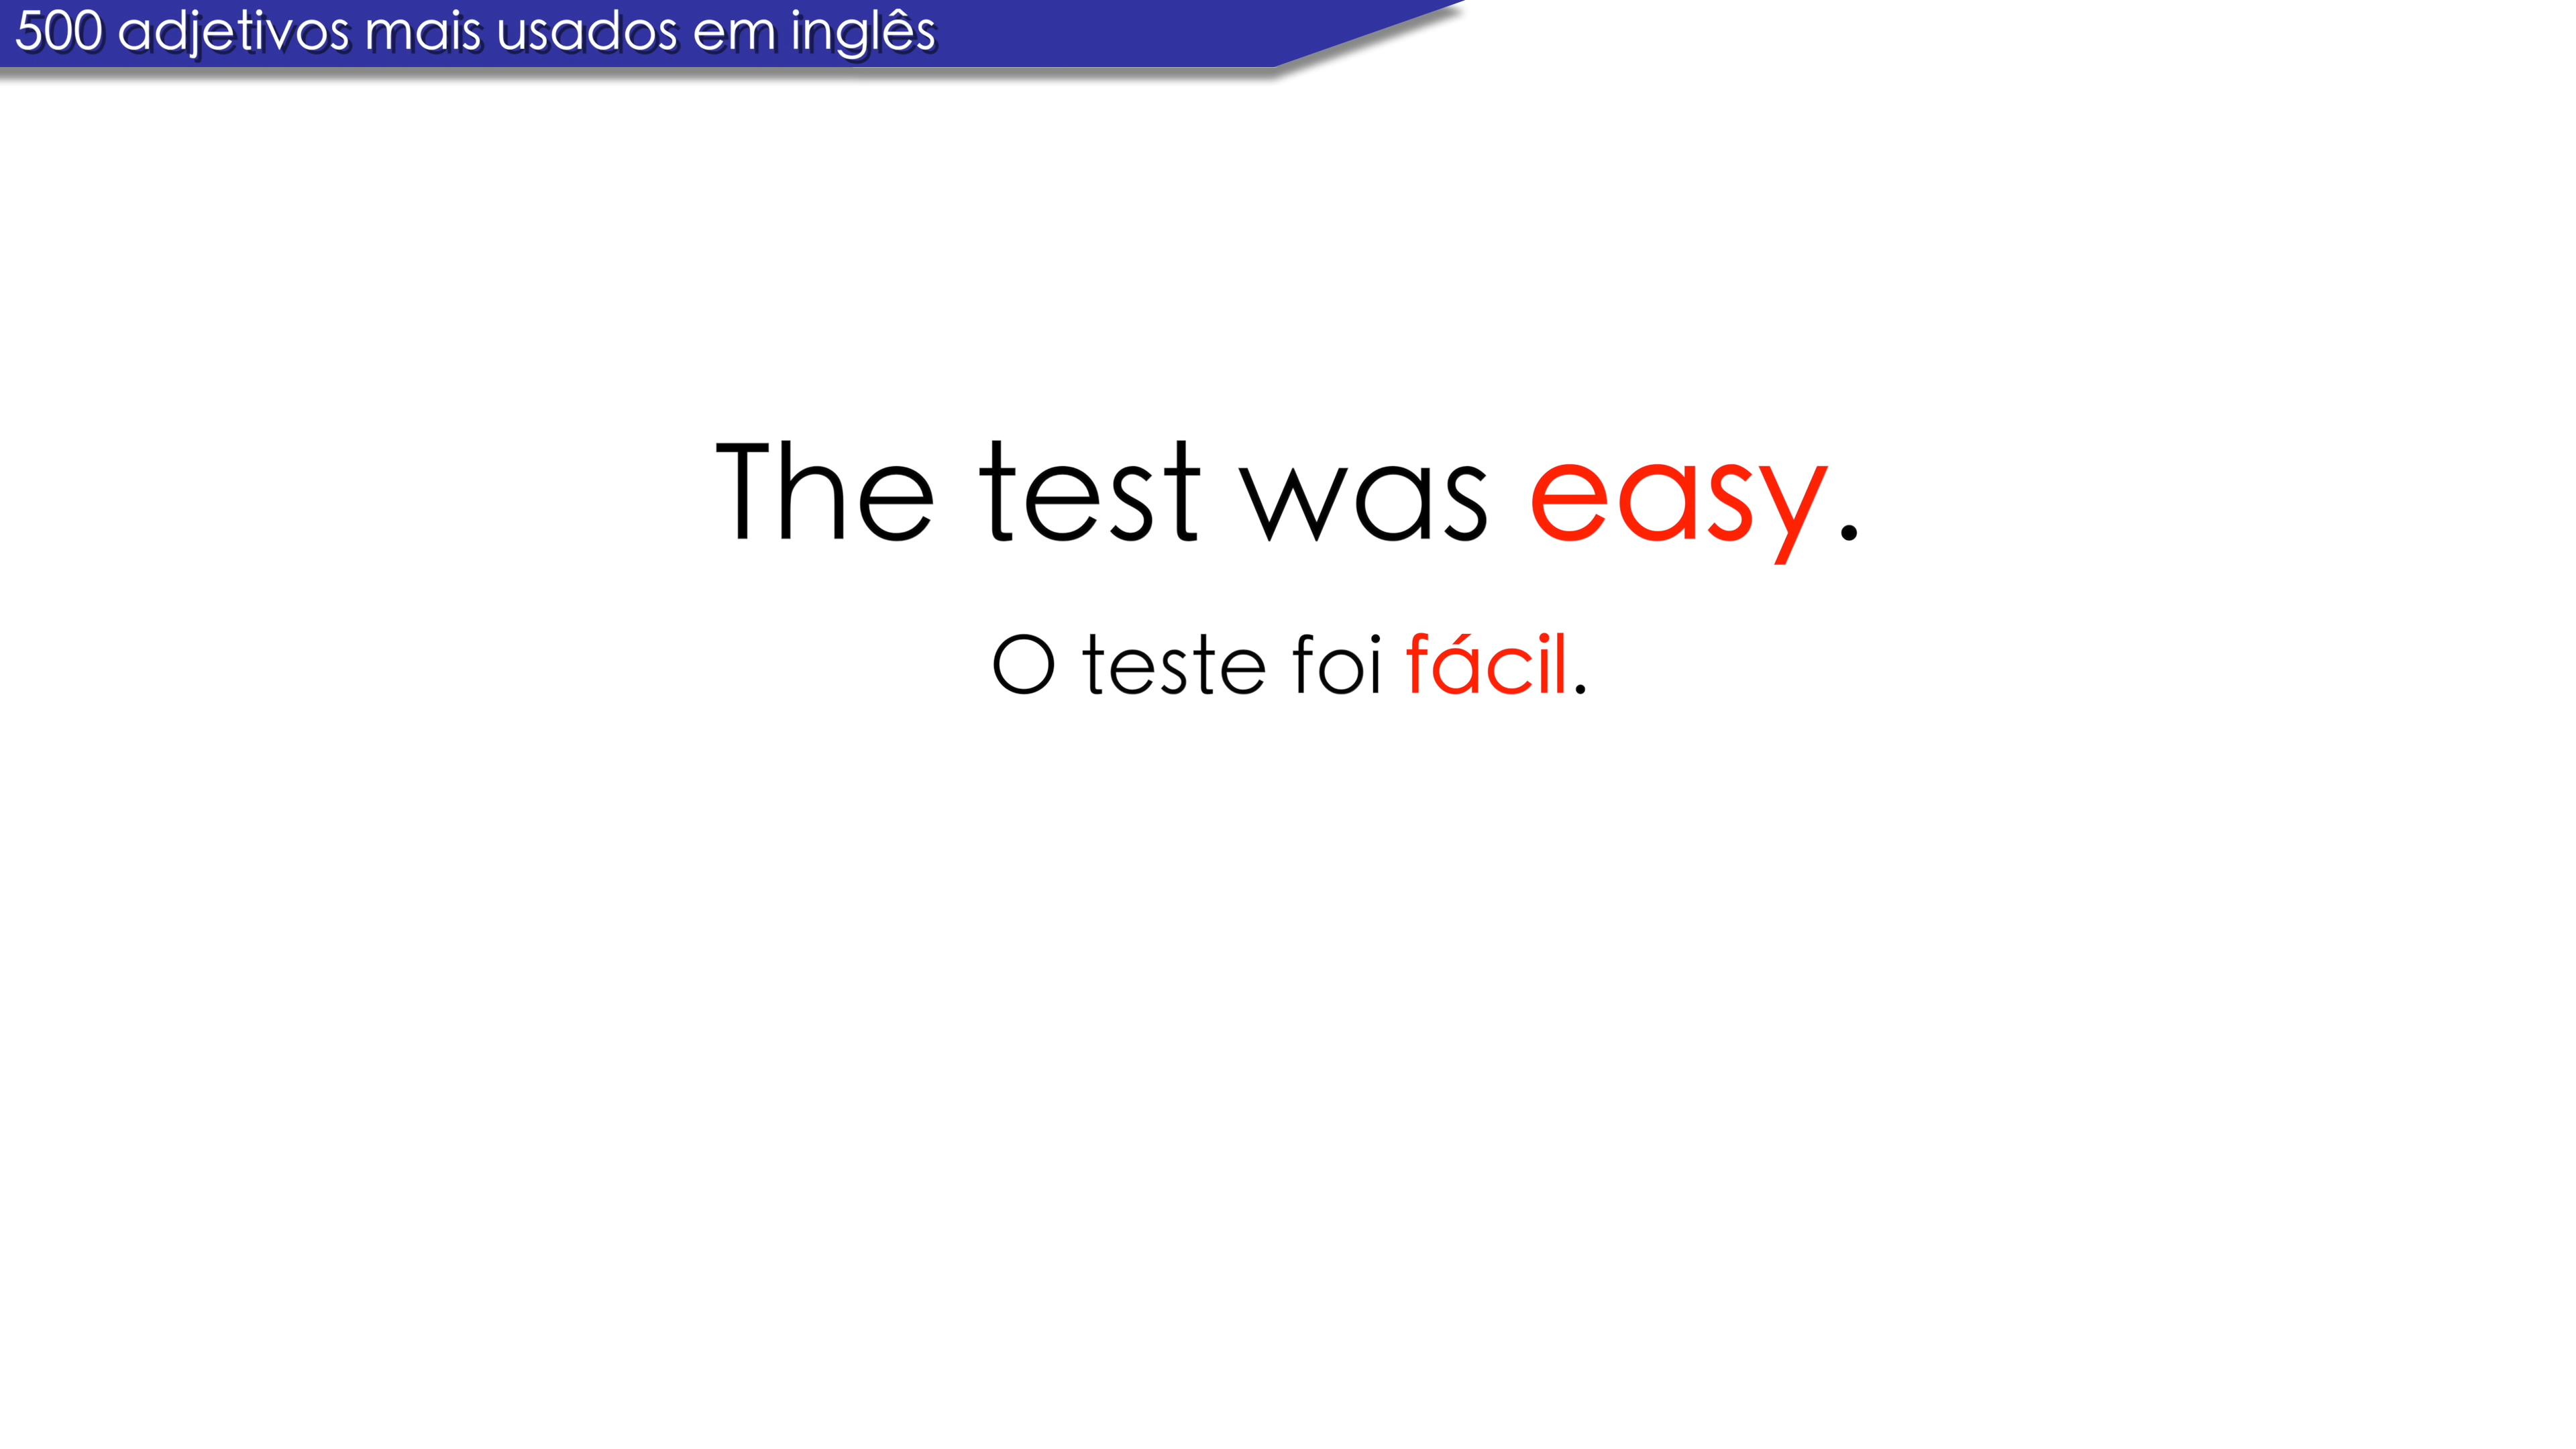 500 adjetivos mais usados em inglês
The test was easy.
O teste foi fácil.